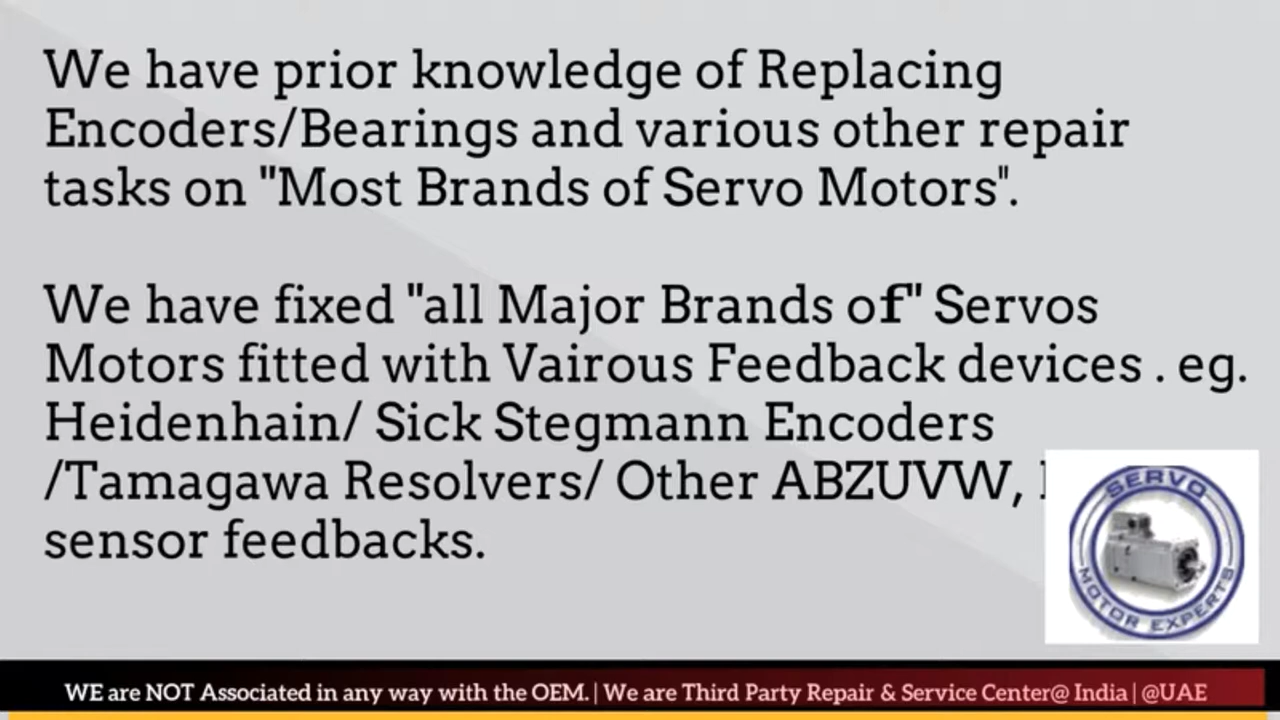 We have prior knowledge of Replacing
Encoders/Bearings and various other repair
tasks on "Most Brands of Servo Motors".
We have fixed "all Major Brands of" Servos
Motors fitted with Vairous Feedback devices . eg.
Heidenhain/ Sick Stegmann Encoders
/Tamagawa Resolvers/ Other ABZUVW,
sensor feedbacks.
SERVO
MOTOR EXPERTS
WE are NOT Associated in any way with the OEM. | We are Third Party Repair & Service Center@ India | @UAE